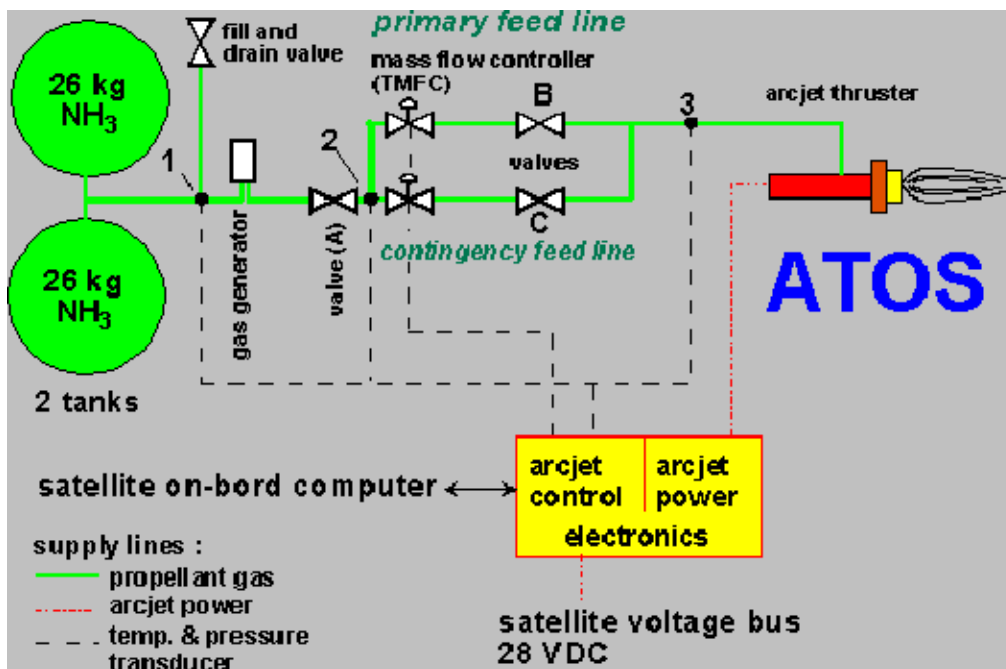 primary feed line
fill and
drain valve
mass flow controller
(TMFC)
26 kg
NH3
B
3
arcjet thruster
1
2
valves
gas generator
valve (A)
C
contingency feed line
26 kg
NH3
ATOS
2 tanks
satellite on-bord computer
arcjet
control
arcjet
power
electronics
supply lines :
propellant gas
arcjet power
temp. & pressure
transducer
satellite voltage bus
28 VDC